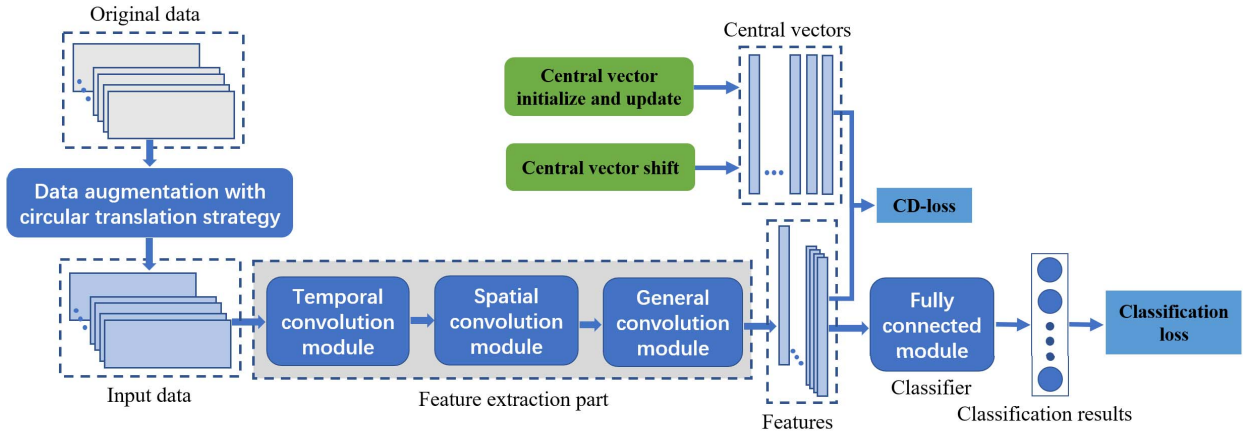 Original data
Data augmentation with
circular translation strategy
Input data
Temporal
convolution
module
Spatial
convolution
module
General
convolution
module
Feature extraction part
Central vector
initialize and update
Central vector shift
Central vectors
CD-loss
Features
Fully
connected
module
Classifier
Classification results
Classification
loss